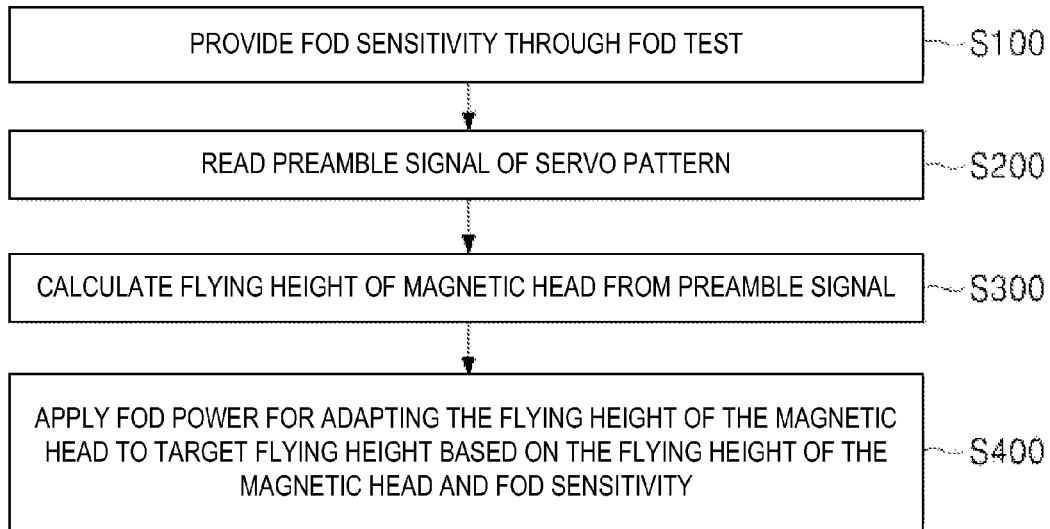 PROVIDE FOD SENSITIVITY THROUGH FOD TEST
S100
READ PREAMBLE SIGNAL OF SERVO PATTERN
S200
CALCULATE FLYING HEIGHT OF MAGNETIC HEAD FROM PREAMBLE SIGNAL
S300
APPLY FOD POWER FOR ADAPTING THE FLYING HEIGHT OF THE MAGNETIC
HEAD TO TARGET FLYING HEIGHT BASED ON THE FLYING HEIGHT OF THE
MAGNETIC HEAD AND FOD SENSITIVITY
S400